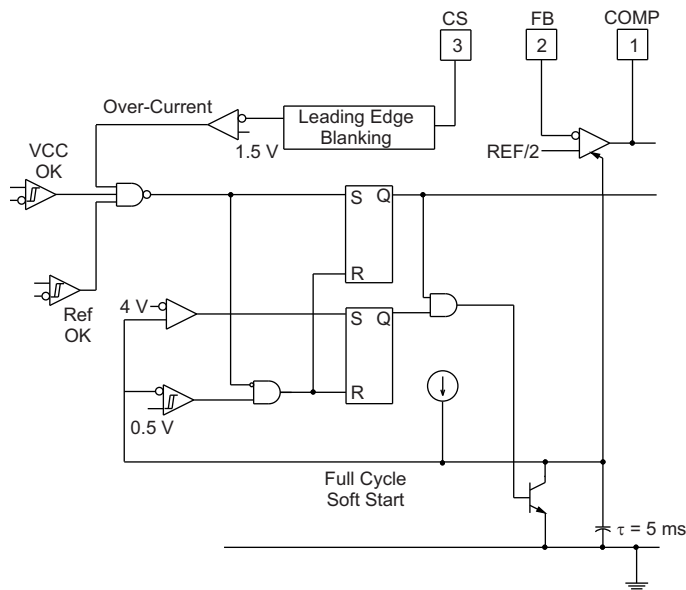 CS
FB
COMP
3
2
1
Over-Current
Leading Edge
Blanking
1.5 V
REF/2
VCC
OK
S
Q
R
Ref
OK
4 V
S
Q
R
0.5 V
Full Cycle
Soft Start
τ = 5 ms